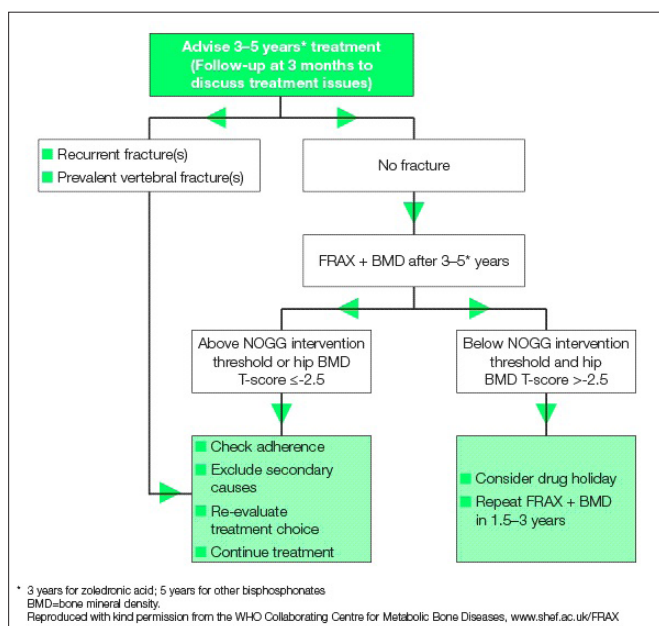 Advise 3–5 years* treatment
(Follow-up at 3 months to
discuss treatment issues)
Recurrent fracture(s)
Prevalent vertebral fracture(s)
No fracture
FRAX + BMD after 3–5* years
Above NOGG intervention
threshold or hip BMD
T-score ≤-2.5
Below NOGG intervention
threshold and hip
BMD T-score >-2.5
Check adherence
Exclude secondary
causes
Re-evaluate
treatment choice
Continue treatment
Consider drug holiday
Repeat FRAX + BMD
in 1.5–3 years
* 3 years for zoledronic acid; 5 years for other bisphosphonates
BMD=bone mineral density.
Reproduced with kind permission from the WHO Collaborating Centre for Metabolic Bone Diseases, www.shef.ac.uk/FRAX